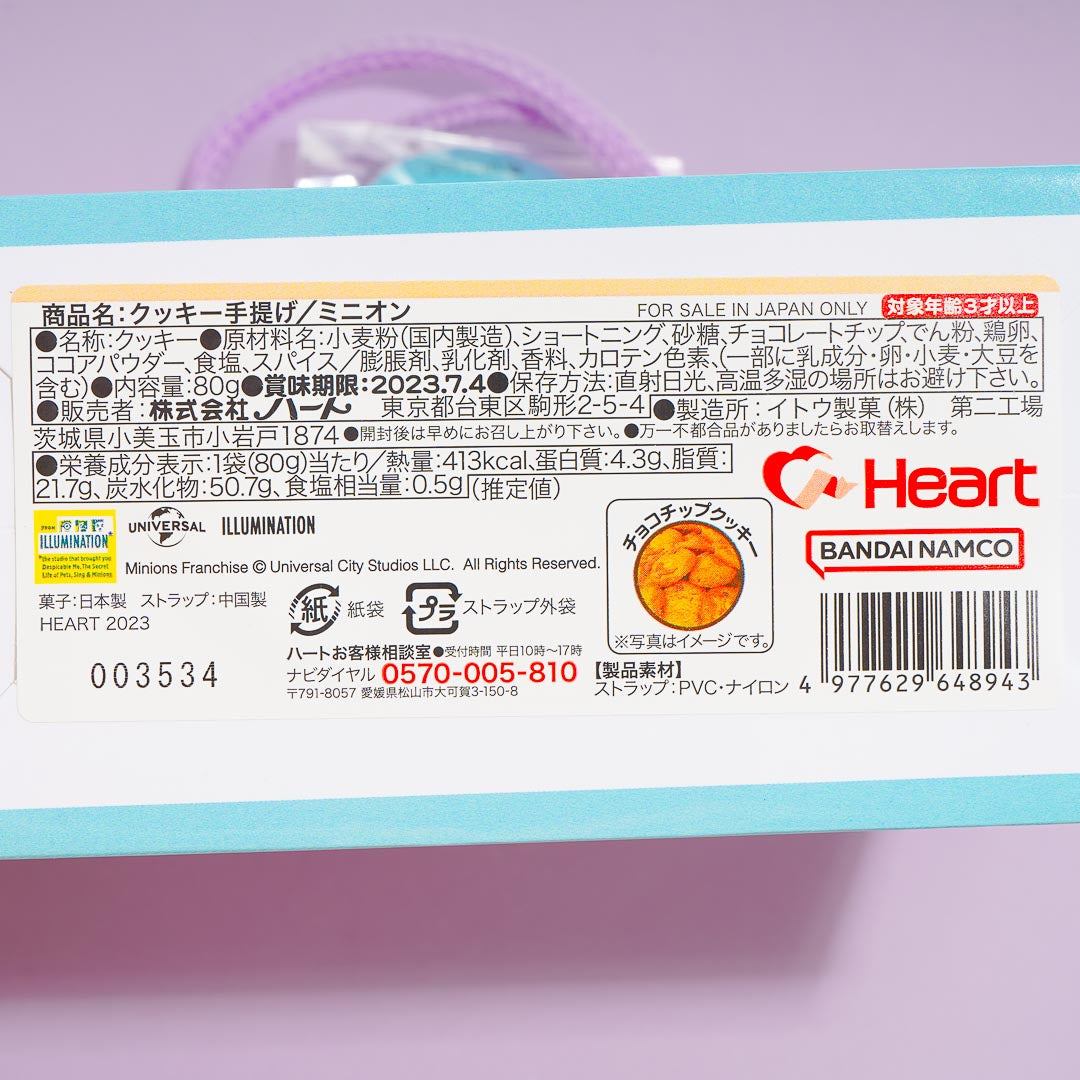 商品名:クッキー手提げ/ミニオン
FOR SALE IN JAPAN ONLY 対象年齢3才以上
●名称:クッキー●原材料名:小麦粉(国内製造)、ショートニング、砂糖、チョコレートチップ、でん粉、鶏卵、
ココアパウダー、食塩、スパイス/膨脹剤、乳化剤、香料、カロテン色素、(一部に乳成分・卵・小麦・大豆を
含む)●内容量:80g●賞味期限:2023.7.4●保存方法:直射日光、高温多湿の場所はお避け下さい。
●販売者:株式会社ハート 東京都台東区駒形2-5-4 ●製造所:イトウ製菓(株) 第二工場
茨城県小美玉市小岩戸1874 ●開封後は早めにお召し上がり下さい。●万一不都合品がありましたらお取替えします。
●栄養成分表示:1袋(80g)当たり/熱量:413kcal、蛋白質:4.3g、脂質:
21.7g、炭水化物:50.7g、食塩相当量:0.5g (推定値)
Heart
BANDAI NAMCO
チョコチップクッキー
※写真はイメージです。
FROM
ILLUMINATION
*the studio that brought you
Despicable Me, The Secret
Life of Pets, Sing & Minions
UNIVERSAL ILLUMINATION
Minions Franchise © Universal City Studios LLC. All Rights Reserved.
菓子:日本製 ストラップ:中国製
HEART 2023
紙 紙袋 プラ ストラップ外袋
003534
ハートお客様相談室●受付時間 平日10時〜17時
ナビダイヤル 0570-005-810
〒791-8057 愛媛県松山市大可賀3-150-8
【製品素材】
ストラップ:PVC・ナイロン
4 977629 648943